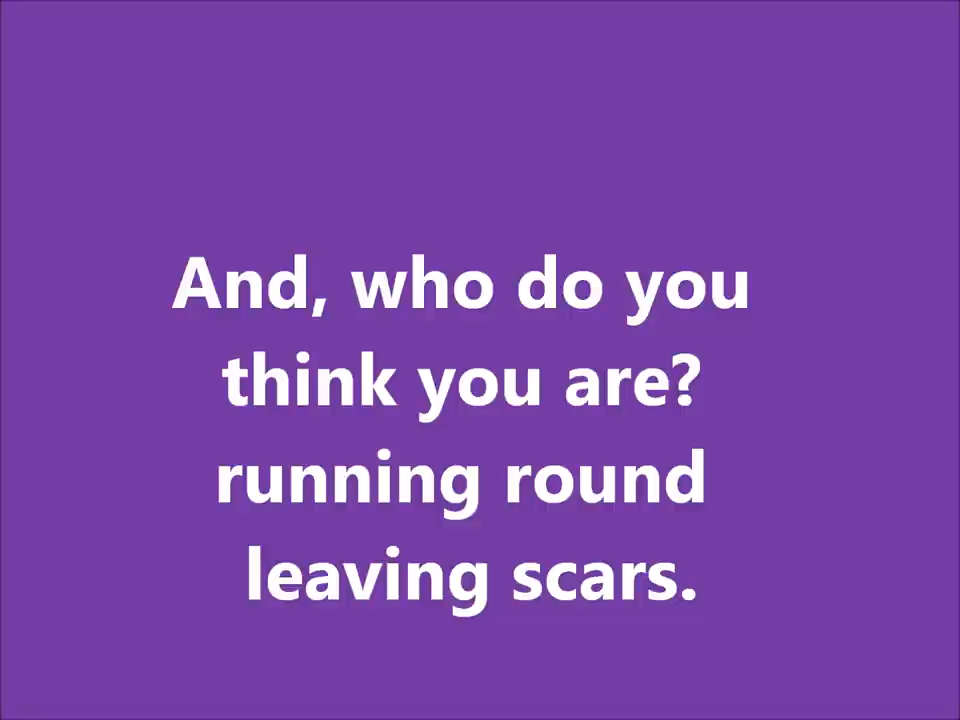 And, who do you
think you are?
running round
leaving scars.